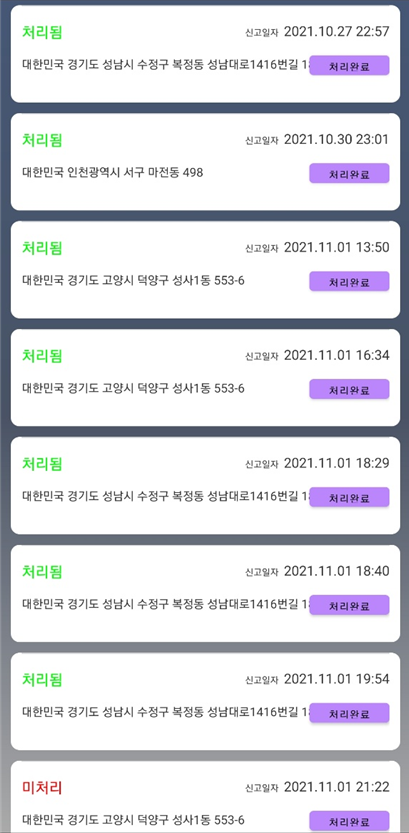 처리됨 신고일자 2021.10.27 22:57
대한민국 경기도 성남시 수정구 복정동 성남대로1416번길 처리완료
처리됨 신고일자 2021.10.30 23:01
대한민국 인천광역시 서구 마전동 498 처리완료
처리됨 신고일자 2021.11.01 13:50
대한민국 경기도 고양시 덕양구 성사1동 553-6 처리완료
처리됨 신고일자 2021.11.01 16:34
대한민국 경기도 고양시 덕양구 성사1동 553-6 처리완료
처리됨 신고일자 2021.11.01 18:29
대한민국 경기도 성남시 수정구 복정동 성남대로1416번길 처리완료
처리됨 신고일자 2021.11.01 18:40
대한민국 경기도 성남시 수정구 복정동 성남대로1416번길 처리완료
처리됨 신고일자 2021.11.01 19:54
대한민국 경기도 성남시 수정구 복정동 성남대로1416번길 처리완료
미처리 신고일자 2021.11.01 21:22
대한민국 경기도 고양시 덕양구 성사1동 553-6 처리완료